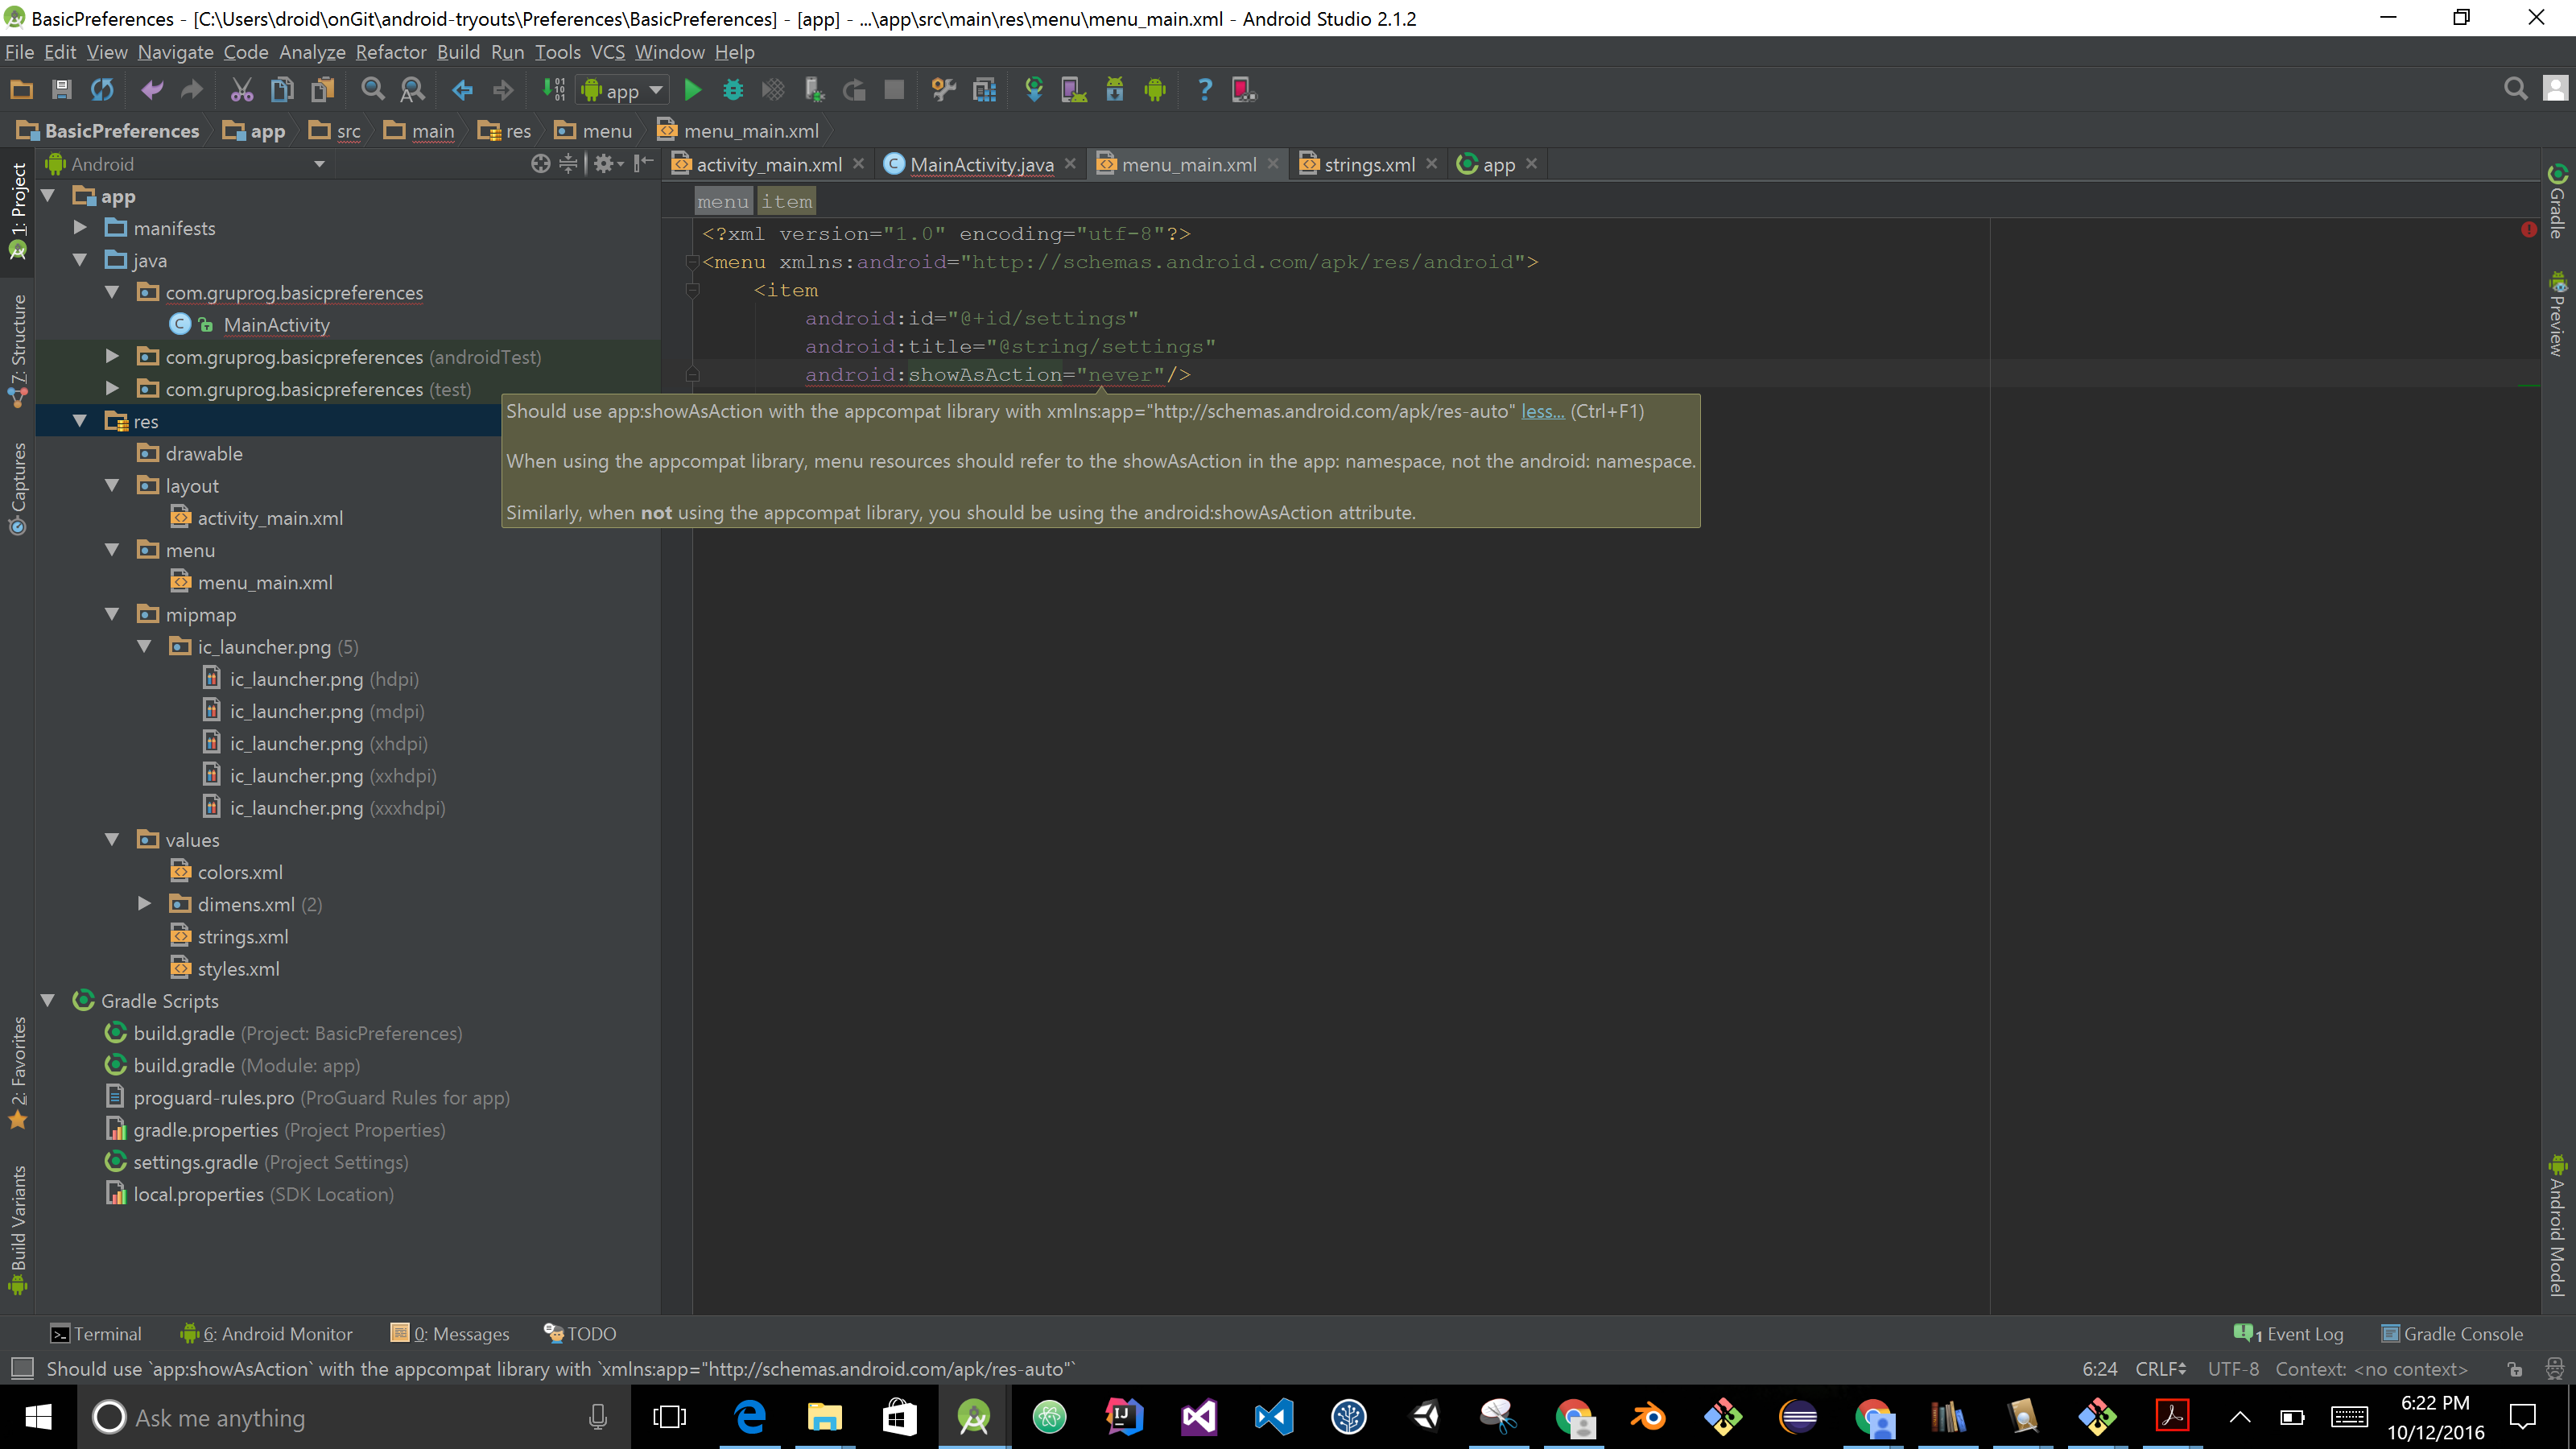 BasicPreferences - [C:\Users\droid\onGit\android-tryouts\Preferences\BasicPreferences] - [app] - ...\app\src\main\res\menu\menu_main.xml - Android Studio 2.1.2
File Edit View Navigate Code Analyze Refactor Build Run Tools VCS Window Help
app
BasicPreferences app src main res menu menu_main.xml
Android
activity_main.xml MainActivity.java menu_main.xml strings.xml app
menu item
1: Project
7: Structure
Captures
2: Favorites
Build Variants
app
manifests
java
com.gruprog.basicpreferences
MainActivity
com.gruprog.basicpreferences (androidTest)
com.gruprog.basicpreferences (test)
res
drawable
layout
activity_main.xml
menu
menu_main.xml
mipmap
ic_launcher.png (5)
ic_launcher.png (hdpi)
ic_launcher.png (mdpi)
ic_launcher.png (xhdpi)
ic_launcher.png (xxhdpi)
ic_launcher.png (xxxhdpi)
values
colors.xml
dimens.xml (2)
strings.xml
styles.xml
Gradle Scripts
build.gradle (Project: BasicPreferences)
build.gradle (Module: app)
proguard-rules.pro (ProGuard Rules for app)
gradle.properties (Project Properties)
settings.gradle (Project Settings)
local.properties (SDK Location)
<?xml version="1.0" encoding="utf-8"?>
<menu xmlns:android="http://schemas.android.com/apk/res/android">
<item
android:id="@+id/settings"
android:title="@string/settings"
android:showAsAction="never"/>
Should use app:showAsAction with the appcompat library with xmlns:app="http://schemas.android.com/apk/res-auto" less... (Ctrl+F1)
When using the appcompat library, menu resources should refer to the showAsAction in the app: namespace, not the android: namespace.
Similarly, when not using the appcompat library, you should be using the android:showAsAction attribute.
Gradle
Preview
Android Model
Terminal 6: Android Monitor 0: Messages TODO 1 Event Log Gradle Console
Should use `app:showAsAction` with the appcompat library with `xmlns:app="http://schemas.android.com/apk/res-auto"` 6:24 CRLF UTF-8 Context: <no context>
Ask me anything
6:22 PM
10/12/2016